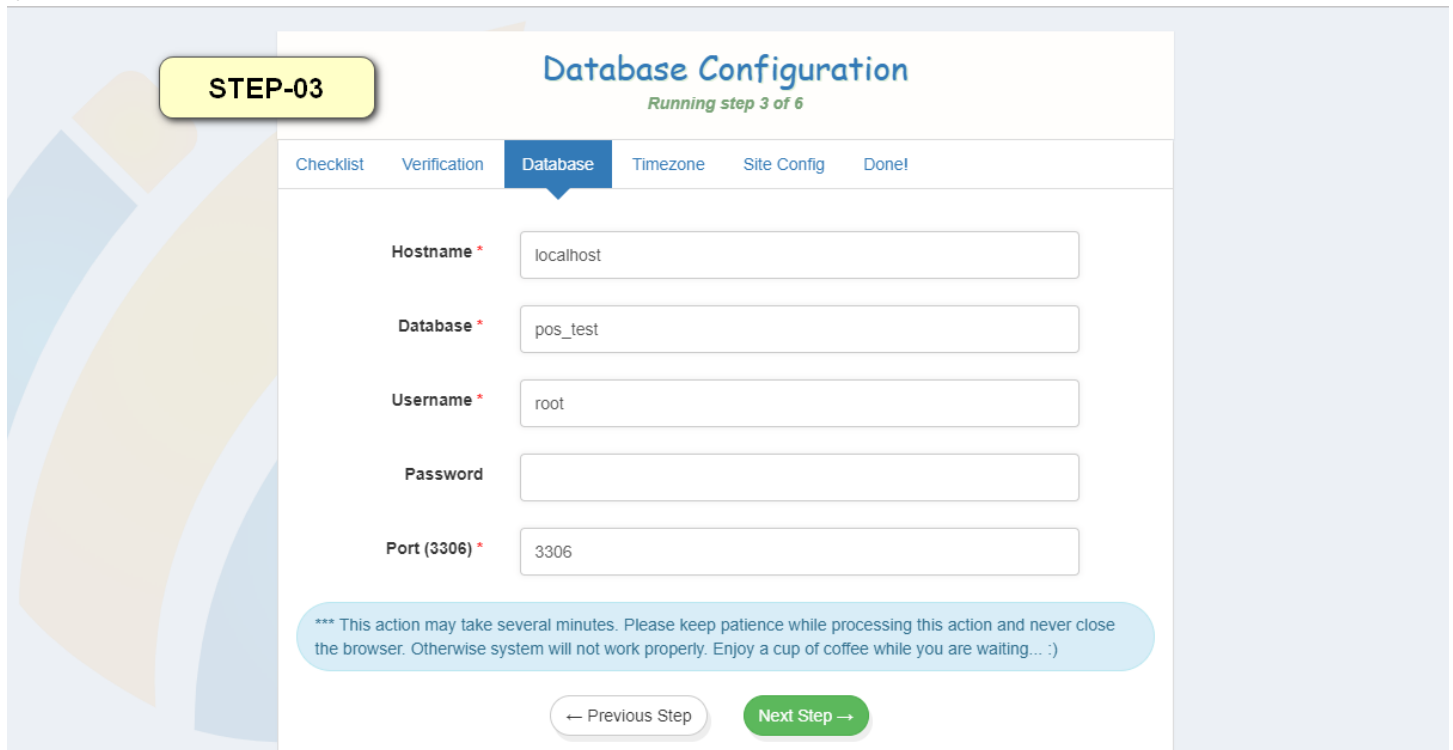 STEP-03
Database Configuration
Running step 3 of 6
Checklist Verification Database Timezone Site Config Done!
Hostname * localhost
Database * pos_test
Username * root
Password
Port (3306) * 3306
*** This action may take several minutes. Please keep patience while processing this action and never close
the browser. Otherwise system will not work properly. Enjoy a cup of coffee while you are waiting... :)
← Previous Step Next Step →